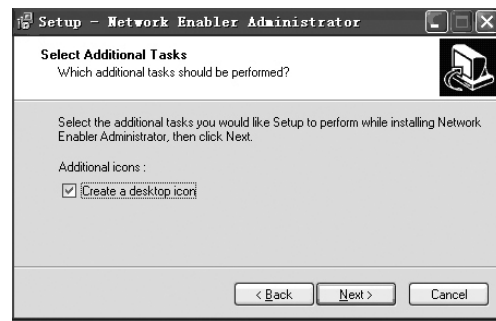 Setup - Network Enabler Administrator
Select Additional Tasks
Which additional tasks should be performed?
Select the additional tasks you would like Setup to perform while installing Network
Enabler Administrator, then click Next.
Additional icons :
Create a desktop icon
< Back
Next >
Cancel